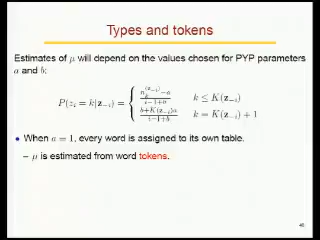 Types and tokens
Estimates of μ will depend on the values chosen for PYP parameters
a and b:
P(z_i = k|z_{-i}) = { (n_k^{(z_{-i})} - a)/(i-1+b)   k ≤ K(z_{-i})
(b+K(z_{-i})a)/(i-1+b)   k = K(z_{-i}) + 1
• When a = 1, every word is assigned to its own table.
– μ is estimated from word tokens.